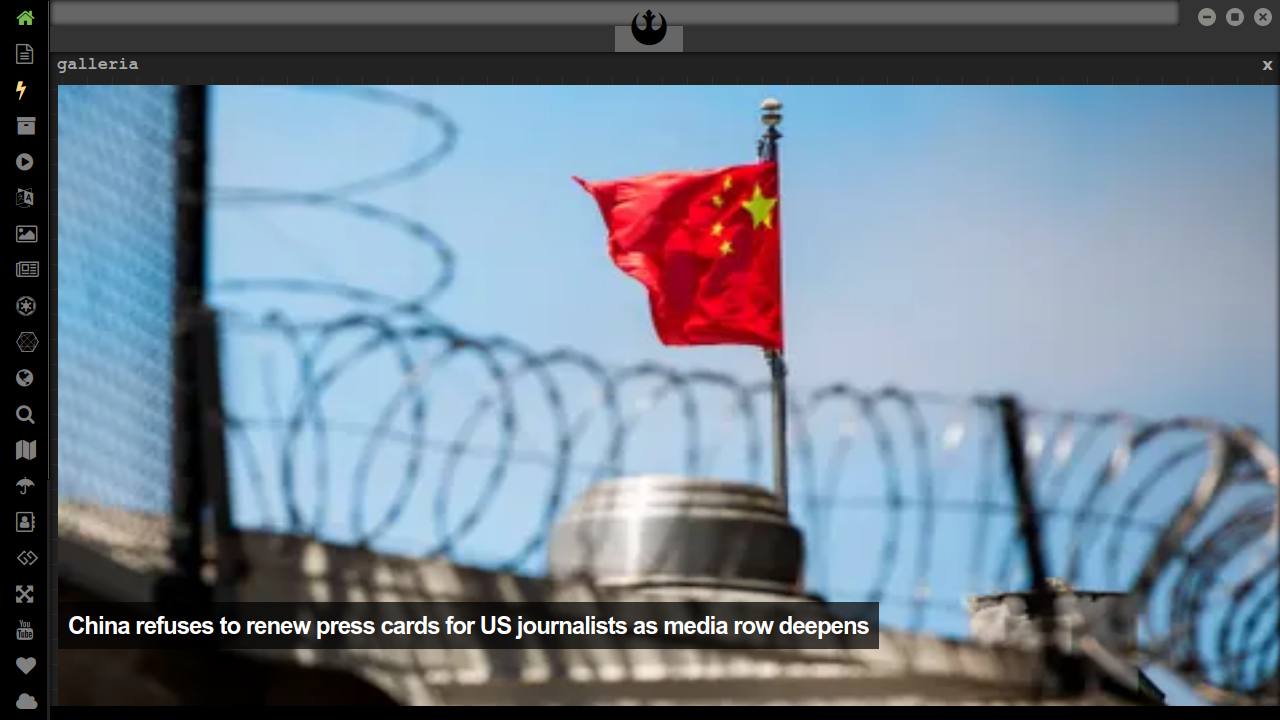 galleria
x
China refuses to renew press cards for US journalists as media row deepens
You
Tube